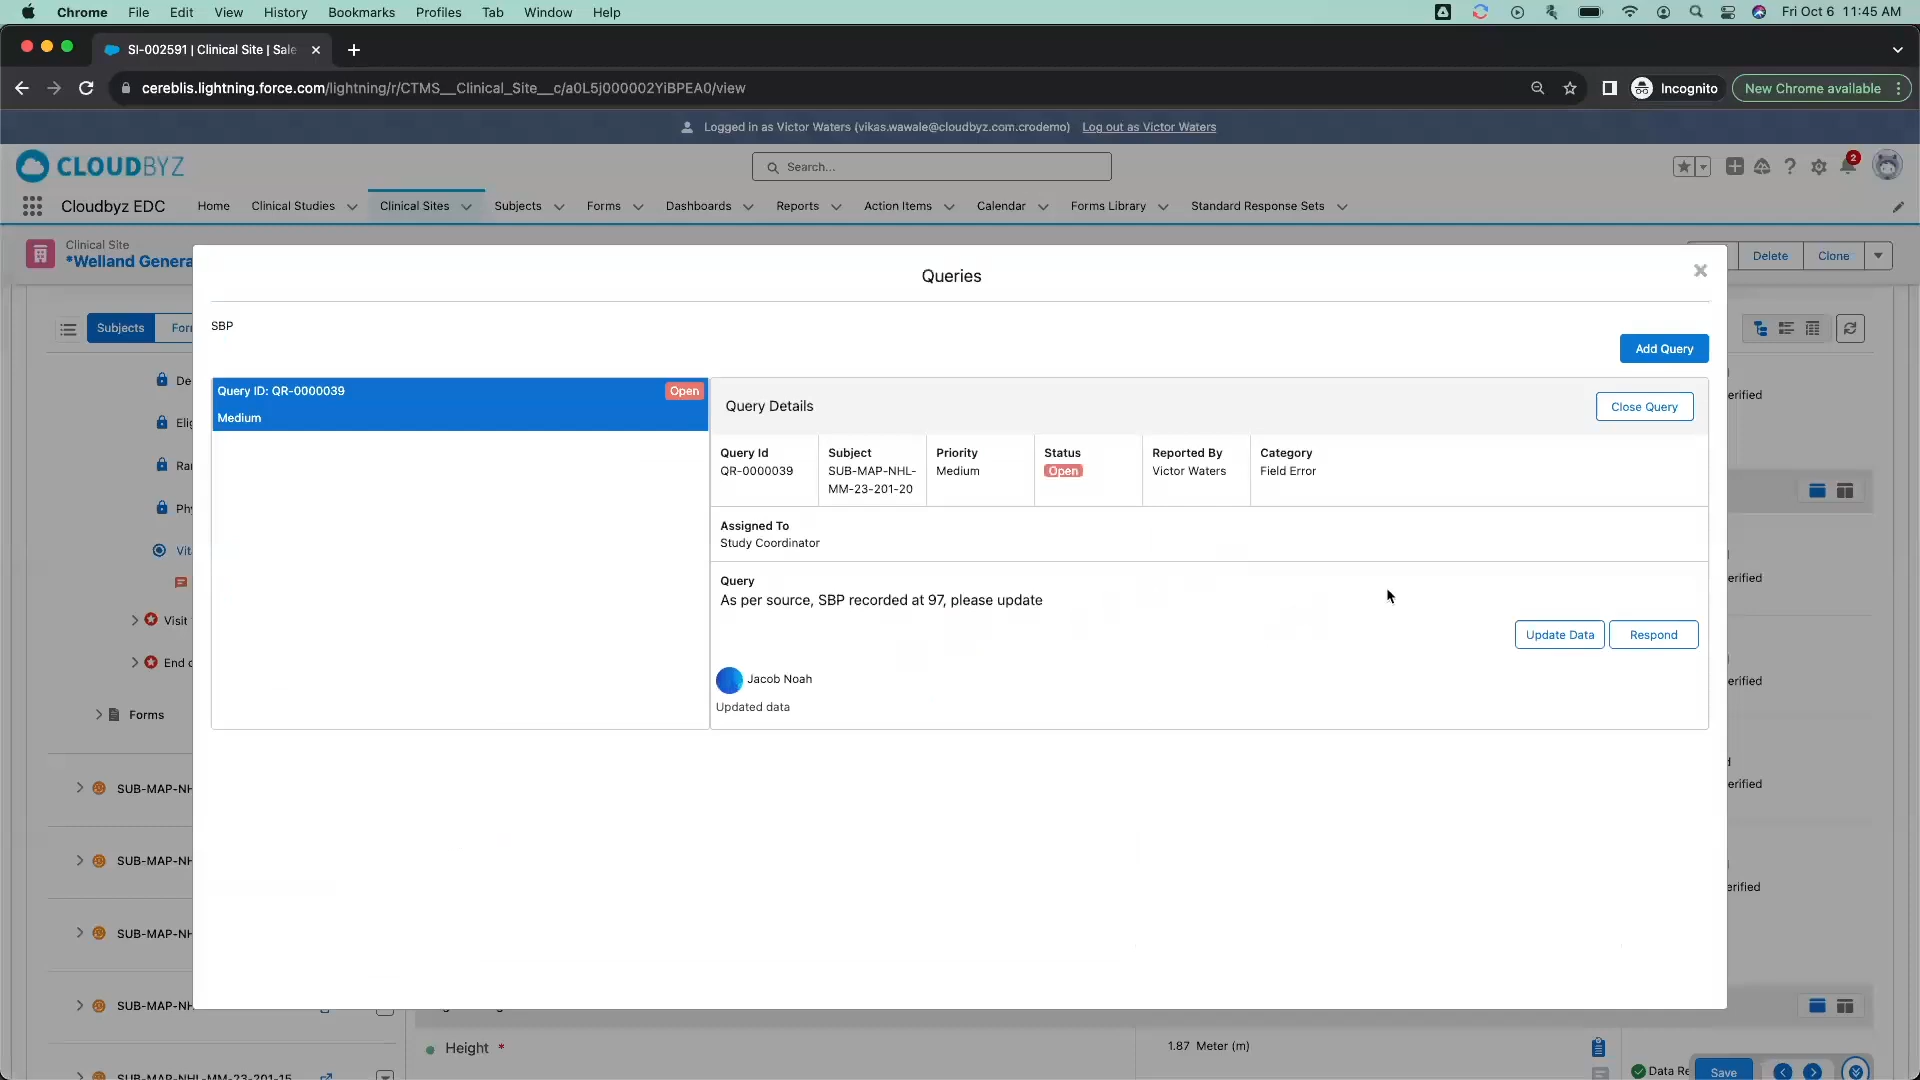 Chrome File Edit View History Bookmarks Profiles Tab Window Help Fri Oct 6 11:45 AM
SI-002591 | Clinical Site | Sale
cereblis.lightning.force.com/lightning/r/CTMS__Clinical_Site__c/a0L5j000002YiBPEA0/view Incognito New Chrome available
Logged in as Victor Waters (vikas.wawale@cloudbyz.com.crodemo) Log out as Victor Waters
CLOUDBYZ Search... 2
Cloudbyz EDC Home Clinical Studies Clinical Sites Subjects Forms Dashboards Reports Action Items Calendar Forms Library Standard Response Sets
Clinical Site
*Welland Genera Delete Clone
Queries
SBP
Subjects For
Add Query
De
Query ID: QR-0000039 Open
Medium
Query Details Close Query
erified
Elig
Ran
Phy
Vit
Query Id Subject Priority Status Reported By Category
QR-0000039 SUB-MAP-NHL- Medium Open Victor Waters Field Error
MM-23-201-20
Assigned To
Study Coordinator
Query
As per source, SBP recorded at 97, please update
erified
Visit
Update Data Respond
End o
Jacob Noah
erified
Updated data
Forms
SUB-MAP-NH
erified
SUB-MAP-NH
erified
SUB-MAP-NH
SUB-MAP-NH
Height * 1.87 Meter (m)
SUB-MAP-NHL-MM-23-201-15 Data Re Save